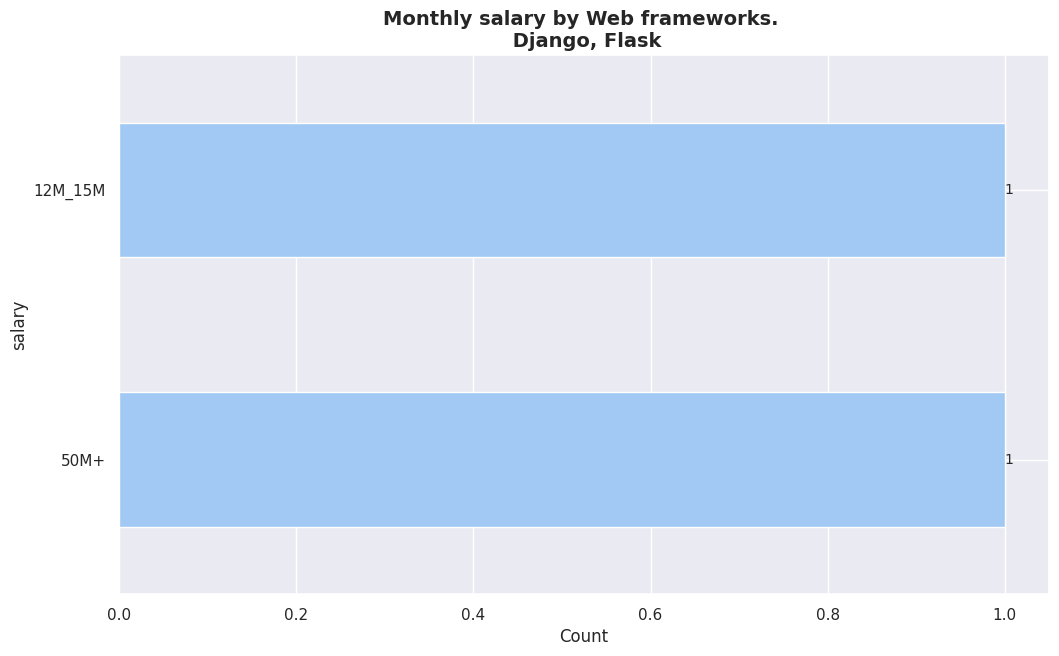 Monthly salary by Web frameworks.
Django, Flask
12M_15M
1
salary
50M+
1
0.0 0.2 0.4 0.6 0.8 1.0
Count